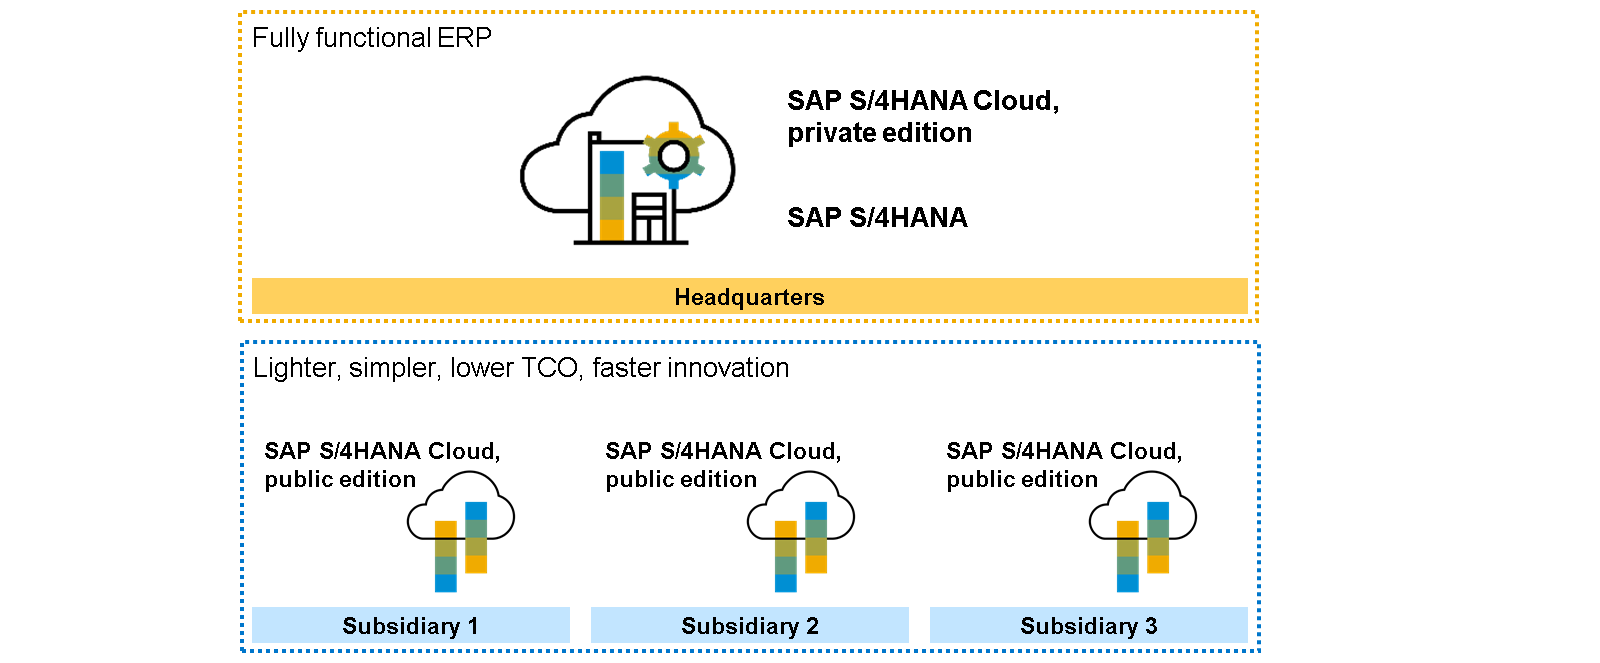 Fully functional ERP
SAP S/4HANA Cloud,
private edition
SAP S/4HANA
Headquarters
Lighter, simpler, lower TCO, faster innovation
SAP S/4HANA Cloud,
public edition
SAP S/4HANA Cloud,
public edition
SAP S/4HANA Cloud,
public edition
Subsidiary 1
Subsidiary 2
Subsidiary 3